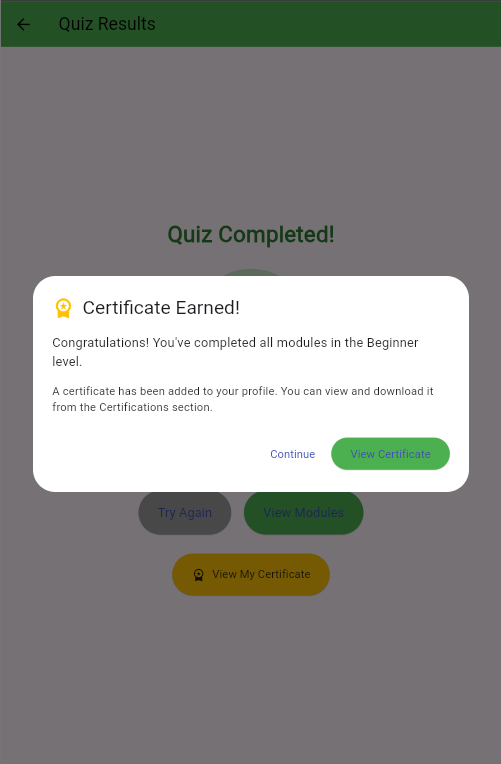 Quiz Results
Quiz Completed!
Certificate Earned!
Congratulations! You've completed all modules in the Beginner
level.
A certificate has been added to your profile. You can view and download it
from the Certifications section.
Continue
View Certificate
Try Again
View Modules
View My Certificate